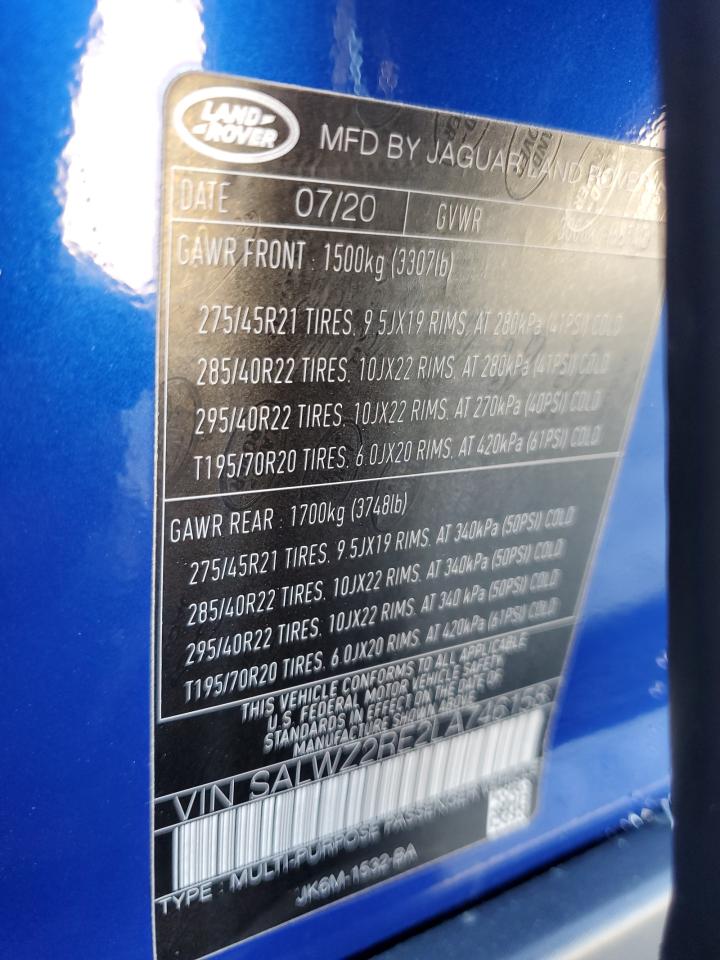 LAND ROVER
MFD BY JAGUAR LAND ROVER
DATE 07/20 GVWR
GAWR FRONT : 1500kg (3307lb)
275/45R21 TIRES, 9.5JX19 RIMS, AT 280kPa (41PSI) COLD
285/40R22 TIRES, 10JX22 RIMS, AT 280kPa (41PSI) COLD
295/40R22 TIRES, 10JX22 RIMS, AT 270kPa (40PSI) COLD
T195/70R20 TIRES, 6.0JX20 RIMS, AT 420kPa (61PSI) COLD
GAWR REAR : 1700kg (3748lb)
275/45R21 TIRES, 9.5JX19 RIMS, AT 340kPa (50PSI) COLD
285/40R22 TIRES, 10JX22 RIMS, AT 340kPa (50PSI) COLD
295/40R22 TIRES, 10JX22 RIMS, AT 340 kPa (50PSI) COLD
T195/70R20 TIRES, 6.0JX20 RIMS, AT 420kPa (61PSI) COLD
THIS VEHICLE CONFORMS TO ALL APPLICABLE
U.S. FEDERAL MOTOR VEHICLE SAFETY
STANDARDS IN EFFECT ON THE DATE OF
MANUFACTURE SHOWN ABOVE
VIN SALWZ2RE2LA746153
TYPE : MULTI-PURPOSE PASSENGER
JK6M-1532-BA